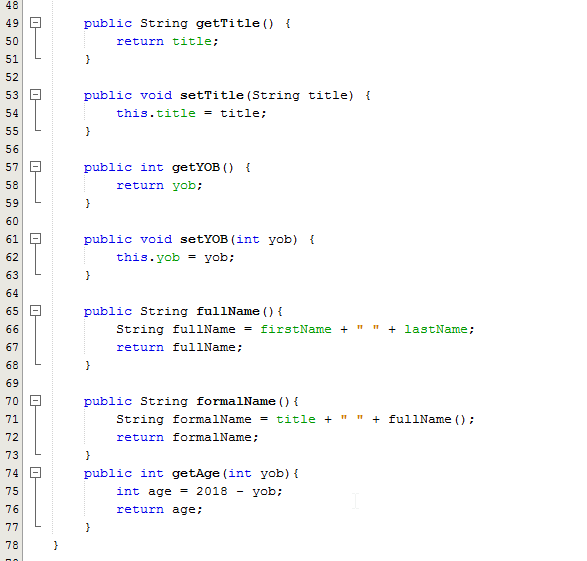 48
49 public String getTitle() {
50 return title;
51 }
52
53 public void setTitle(String title) {
54 this.title = title;
55 }
56
57 public int getYOB() {
58 return yob;
59 }
60
61 public void setYOB(int yob) {
62 this.yob = yob;
63 }
64
65 public String fullName(){
66 String fullName = firstName + " " + lastName;
67 return fullName;
68 }
69
70 public String formalName(){
71 String formalName = title + " " + fullName();
72 return formalName;
73 }
74 public int getAge(int yob){
75 int age = 2018 - yob;
76 return age;
77 }
78 }